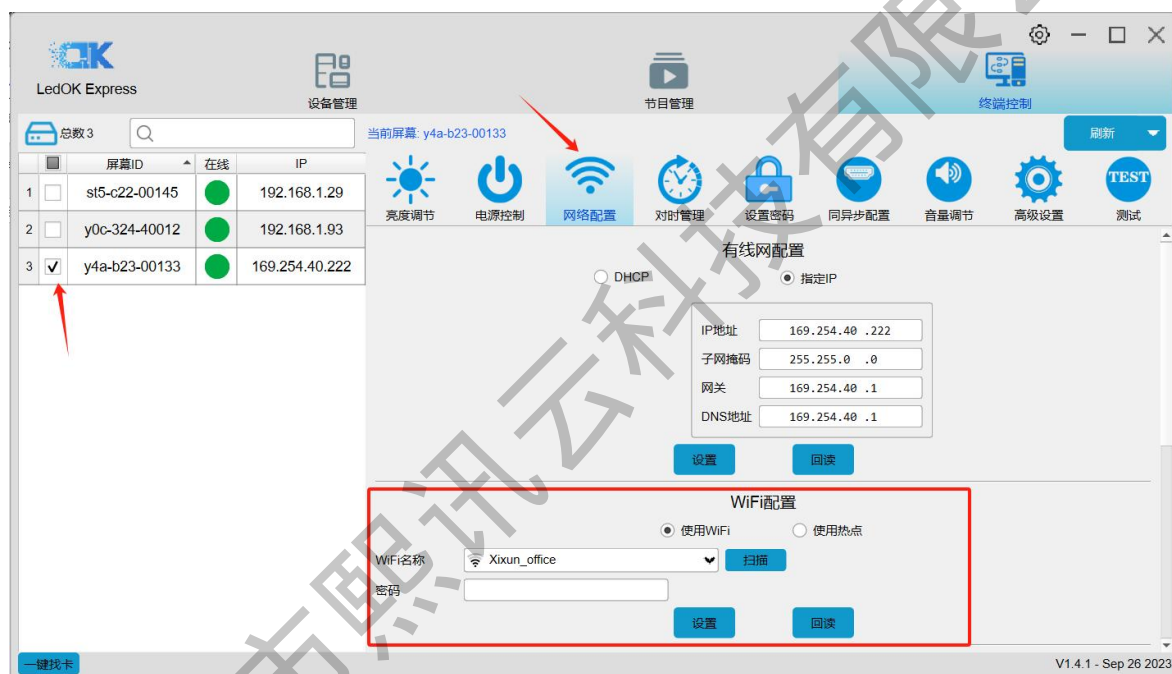 LedOK Express
设备管理
节目管理
终端控制
总数 3
当前屏幕: y4a-b23-00133
刷新
屏幕ID 在线 IP
1 st5-c22-00145 192.168.1.29
2 y0c-324-40012 192.168.1.93
3 y4a-b23-00133 169.254.40.222
亮度调节 电源控制 网络配置 对时管理 设置密码 同异步配置 音量调节 高级设置 测试
TEST
有线网配置
DHCP 指定IP
IP地址 169.254.40 .222
子网掩码 255.255.0 .0
网关 169.254.40 .1
DNS地址 169.254.40 .1
设置 回读
WiFi配置
使用WiFi 使用热点
WiFi名称 Xixun_office 扫描
密码
设置 回读
一键找卡
V1.4.1 - Sep 26 2023
市熙讯云科技有限